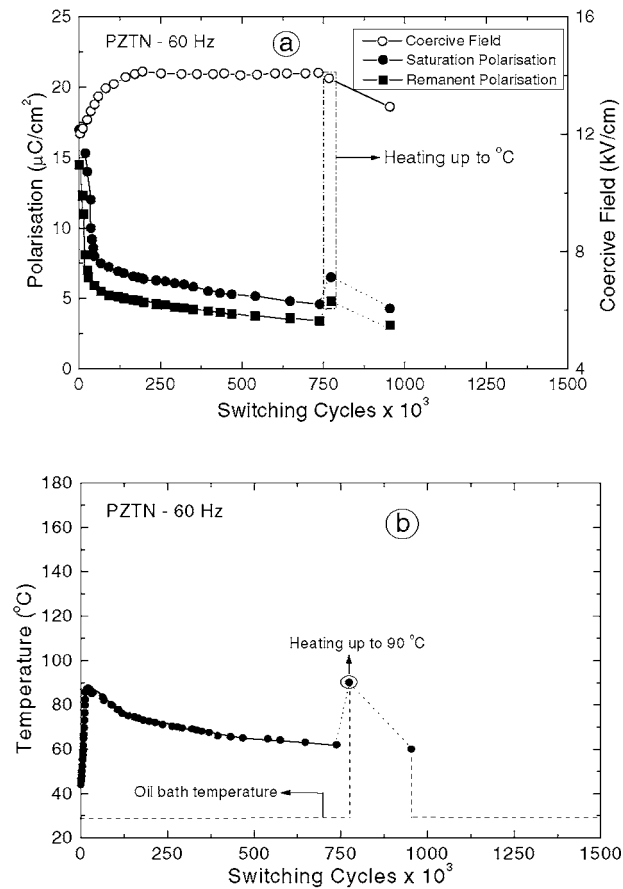 PZTN - 60 Hz
a
Coercive Field
Saturation Polarisation
Remanent Polarisation
Heating up to °C
Polarisation (μC/cm²)
Coercive Field (kV/cm)
25
20
15
10
5
0
16
12
8
4
0 250 500 750 1000 1250 1500
Switching Cycles x 10³
PZTN - 60 Hz
b
Heating up to 90 °C
Oil bath temperature
Temperature (°C)
180
160
140
120
100
80
60
40
20
0 250 500 750 1000 1250 1500
Switching Cycles x 10³